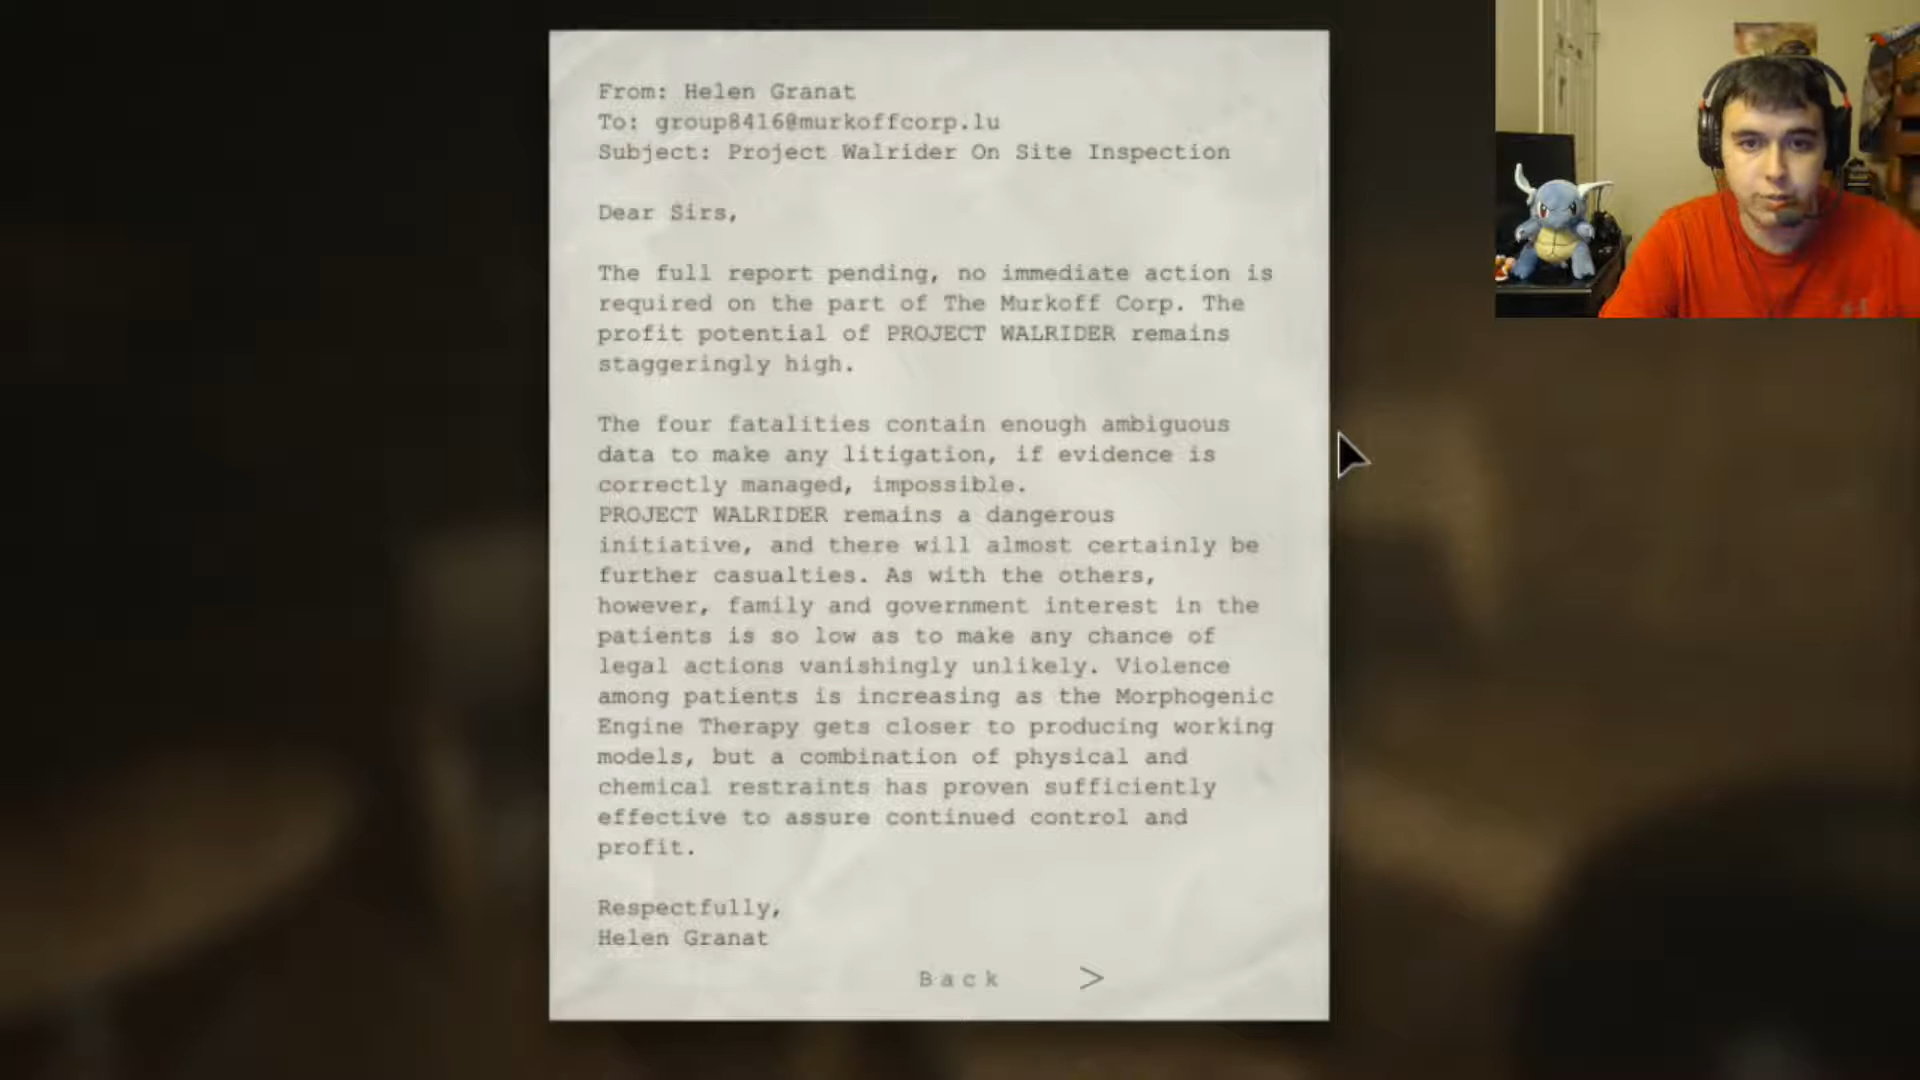 From: Helen Granat
To: group8416@murkoffcorp.lu
Subject: Project Walrider On Site Inspection
Dear Sirs,
The full report pending, no immediate action is
required on the part of The Murkoff Corp. The
profit potential of PROJECT WALRIDER remains
staggeringly high.
The four fatalities contain enough ambiguous
data to make any litigation, if evidence is
correctly managed, impossible.
PROJECT WALRIDER remains a dangerous
initiative, and there will almost certainly be
further casualties. As with the others,
however, family and government interest in the
patients is so low as to make any chance of
legal actions vanishingly unlikely. Violence
among patients is increasing as the Morphogenic
Engine Therapy gets closer to producing working
models, but a combination of physical and
chemical restraints has proven sufficiently
effective to assure continued control and
profit.
Respectfully,
Helen Granat
Back >